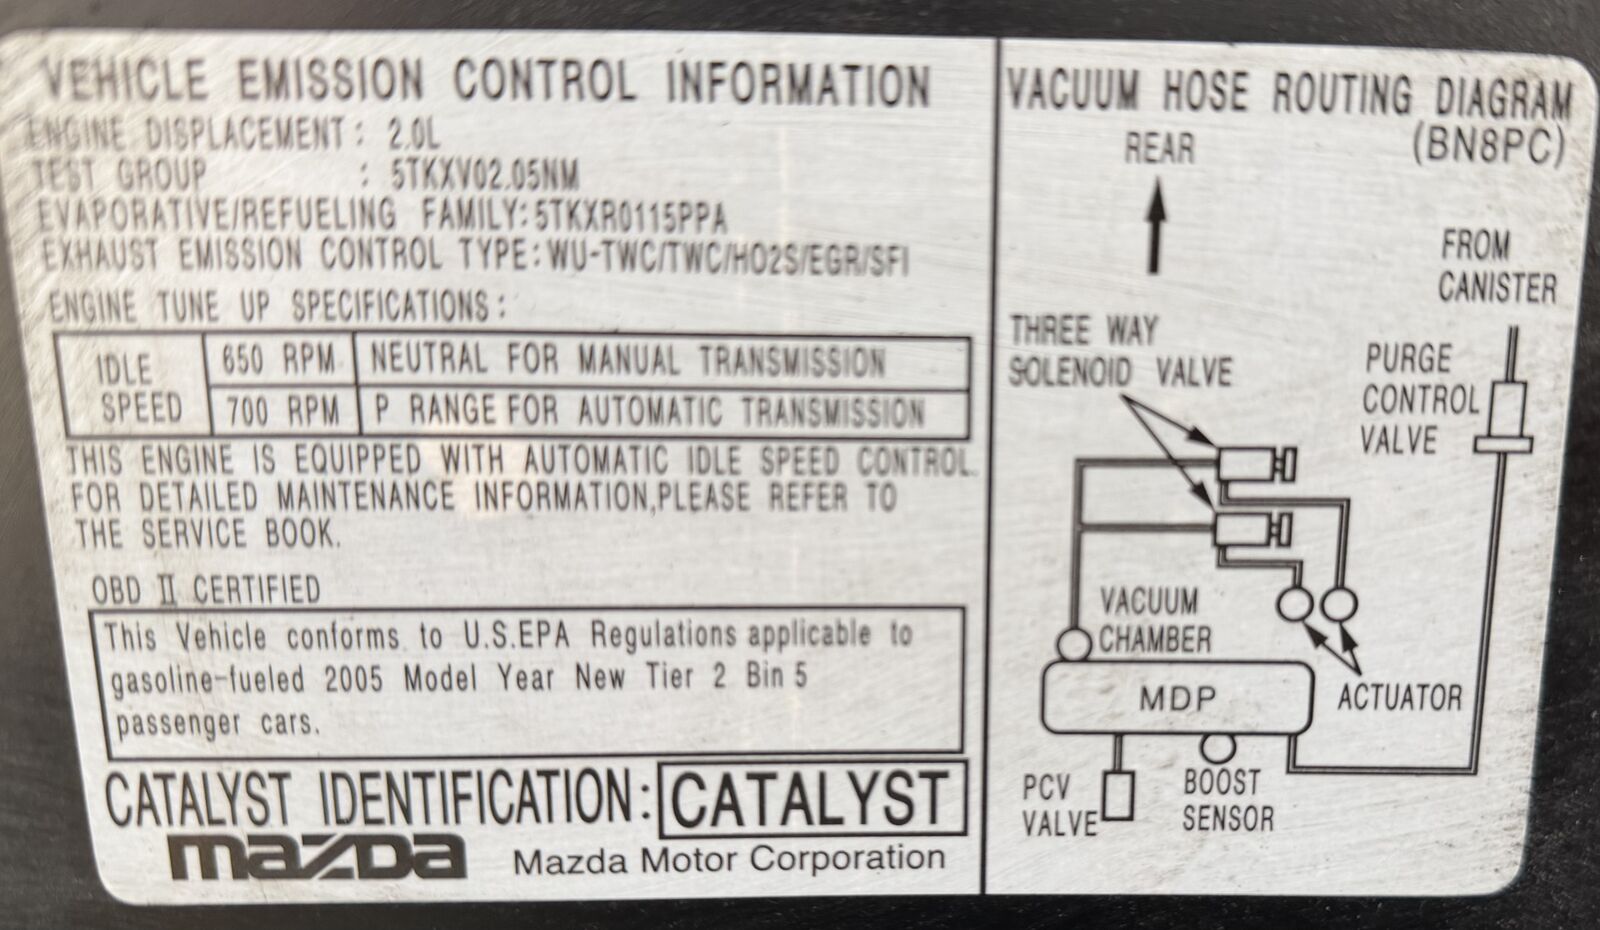 VEHICLE EMISSION CONTROL INFORMATION
ENGINE DISPLACEMENT : 2.0L
TEST GROUP : 5TKXV02.05NM
EVAPORATIVE/REFUELING FAMILY: 5TKXR0115PPA
EXHAUST EMISSION CONTROL TYPE: WU-TWC/TWC/HO2S/EGR/SFI
ENGINE TUNE UP SPECIFICATIONS:
IDLE SPEED
650 RPM NEUTRAL FOR MANUAL TRANSMISSION
700 RPM P RANGE FOR AUTOMATIC TRANSMISSION
THIS ENGINE IS EQUIPPED WITH AUTOMATIC IDLE SPEED CONTROL.
FOR DETAILED MAINTENANCE INFORMATION,PLEASE REFER TO
THE SERVICE BOOK.
OBD II CERTIFIED
This Vehicle conforms to U.S.EPA Regulations applicable to
gasoline-fueled 2005 Model Year New Tier 2 Bin 5
passenger cars.
CATALYST IDENTIFICATION: CATALYST
mazda Mazda Motor Corporation
VACUUM HOSE ROUTING DIAGRAM
(BN8PC)
REAR
FROM
CANISTER
THREE WAY
SOLENOID VALVE
PURGE
CONTROL
VALVE
VACUUM
CHAMBER
MDP
ACTUATOR
PCV
VALVE
BOOST
SENSOR